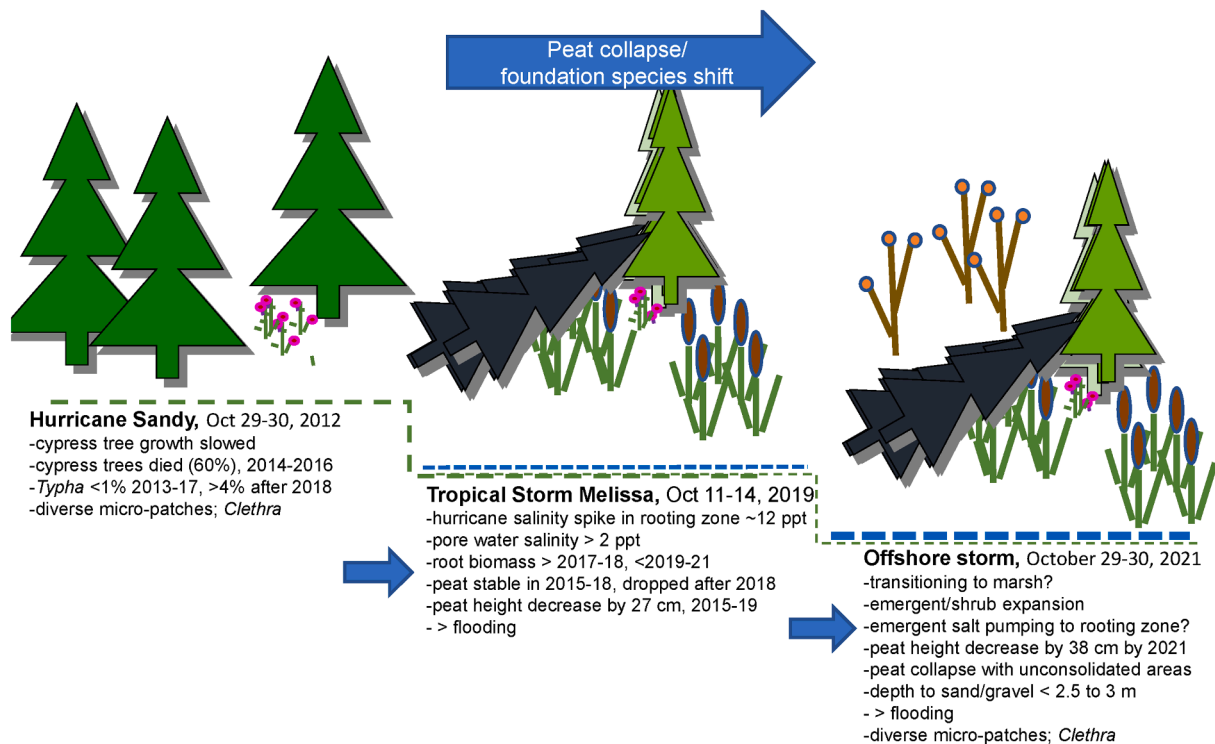 Peat collapse/
foundation species shift
Hurricane Sandy, Oct 29-30, 2012
-cypress tree growth slowed
-cypress trees died (60%), 2014-2016
-Typha <1% 2013-17, >4% after 2018
-diverse micro-patches; Clethra
Tropical Storm Melissa, Oct 11-14, 2019
-hurricane salinity spike in rooting zone ~12 ppt
-pore water salinity > 2 ppt
-root biomass > 2017-18, <2019-21
-peat stable in 2015-18, dropped after 2018
-peat height decrease by 27 cm, 2015-19
- > flooding
Offshore storm, October 29-30, 2021
-transitioning to marsh?
-emergent/shrub expansion
-emergent salt pumping to rooting zone?
-peat height decrease by 38 cm by 2021
-peat collapse with unconsolidated areas
-depth to sand/gravel < 2.5 to 3 m
- > flooding
-diverse micro-patches; Clethra